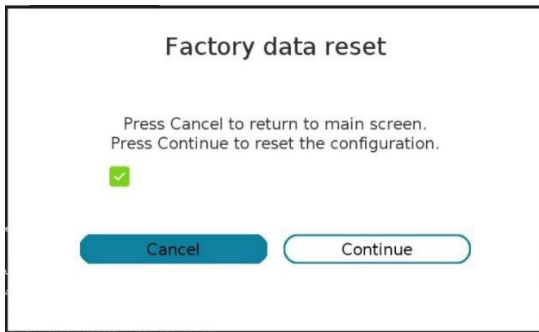 Factory data reset
Press Cancel to return to main screen.
Press Continue to reset the configuration.
Cancel
Continue